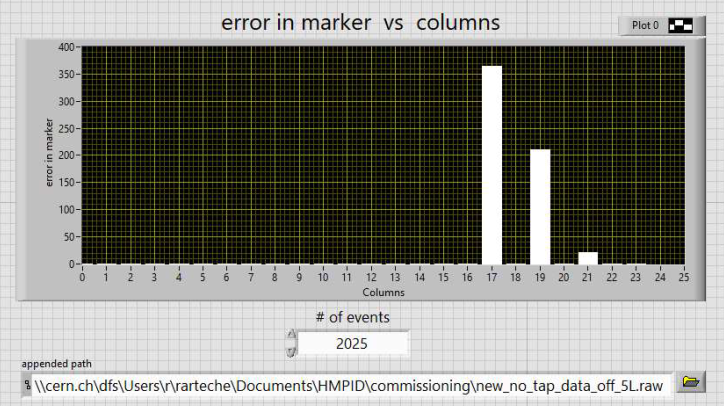 error in marker vs columns
Plot 0
400
350
300
250
200
150
100
50
0
error in marker
0 1 2 3 4 5 6 7 8 9 10 11 12 13 14 15 16 17 18 19 20 21 22 23 24 25
Columns
# of events
2025
appended path
\\cern.ch\dfs\Users\r\rarteche\Documents\HMPID\commissioning\new_no_tap_data_off_5L.raw